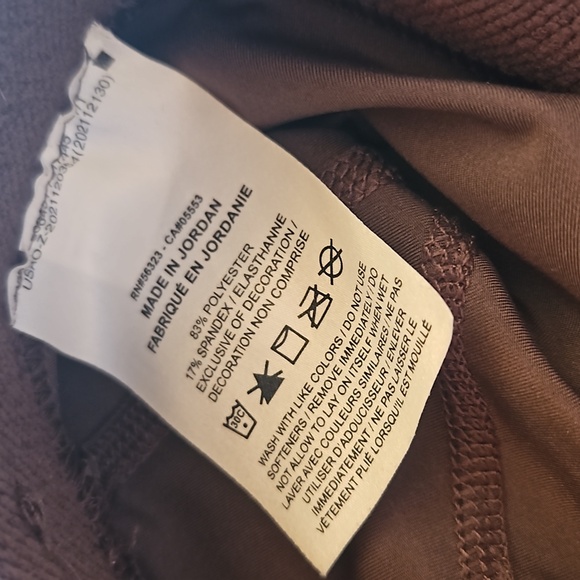 (202112130)
RN#56323 - CA#05553
MADE IN JORDAN
FABRIQUÉ EN JORDANIE
83% POLYESTER
17% SPANDEX / ELASTHANNE
EXCLUSIVE OF DECORATION /
DECORATION NON COMPRISE
30C
WASH WITH LIKE COLORS / DO NOT USE
SOFTENERS / REMOVE IMMEDIATELY / DO
NOT ALLOW TO LAY ON ITSELF WHEN WET
LAVER AVEC COULEURS SIMILAIRES / NE PAS
UTILISER D'ADOUCISSEUR / ENLEVER
IMMEDIATEMENT / NE PAS LAISSER LE
VÊTEMENT PLIÉ LORSQU'IL EST MOUILLÉ